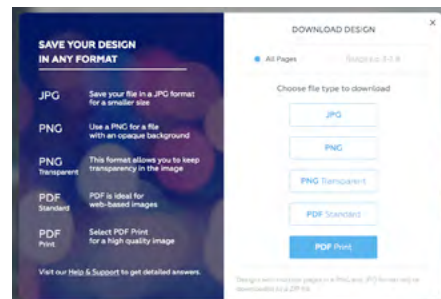 SAVE YOUR DESIGN
IN ANY FORMAT
JPG
Save your file in a JPG format
for a smaller size
PNG
Use a PNG for a file
with an opaque background
PNG
Transparent
This format allows you to keep
transparency in the image
PDF
Standard
PDF is ideal for
web-based images
PDF
Print
Select PDF Print
for a high quality image
Visit our Help & Support to get detailed answers.
DOWNLOAD DESIGN
All Pages
Choose file type to download
JPG
PNG
PNG Transparent
PDF Standard
PDF Print